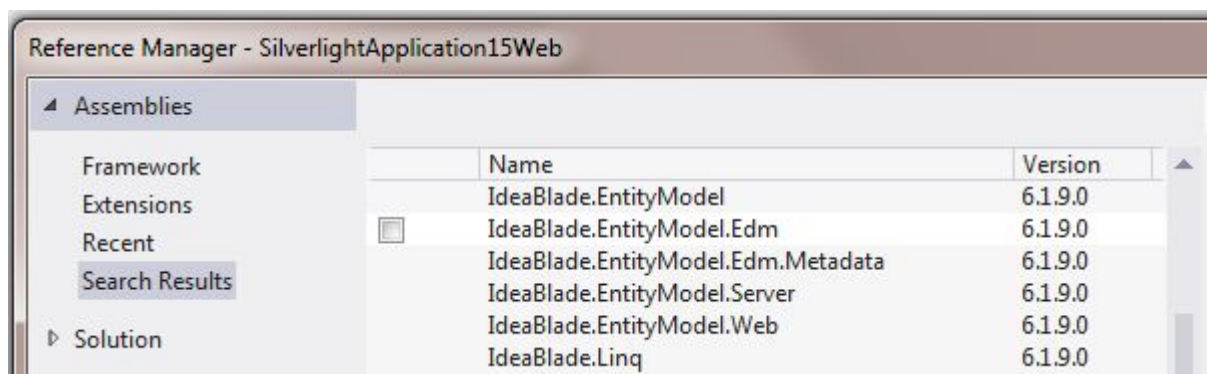 Reference Manager - SilverlightApplication15Web
Assemblies
Framework
Extensions
Recent
Search Results
Solution
Name Version
IdeaBlade.EntityModel 6.1.9.0
IdeaBlade.EntityModel.Edm 6.1.9.0
IdeaBlade.EntityModel.Edm.Metadata 6.1.9.0
IdeaBlade.EntityModel.Server 6.1.9.0
IdeaBlade.EntityModel.Web 6.1.9.0
IdeaBlade.Linq 6.1.9.0